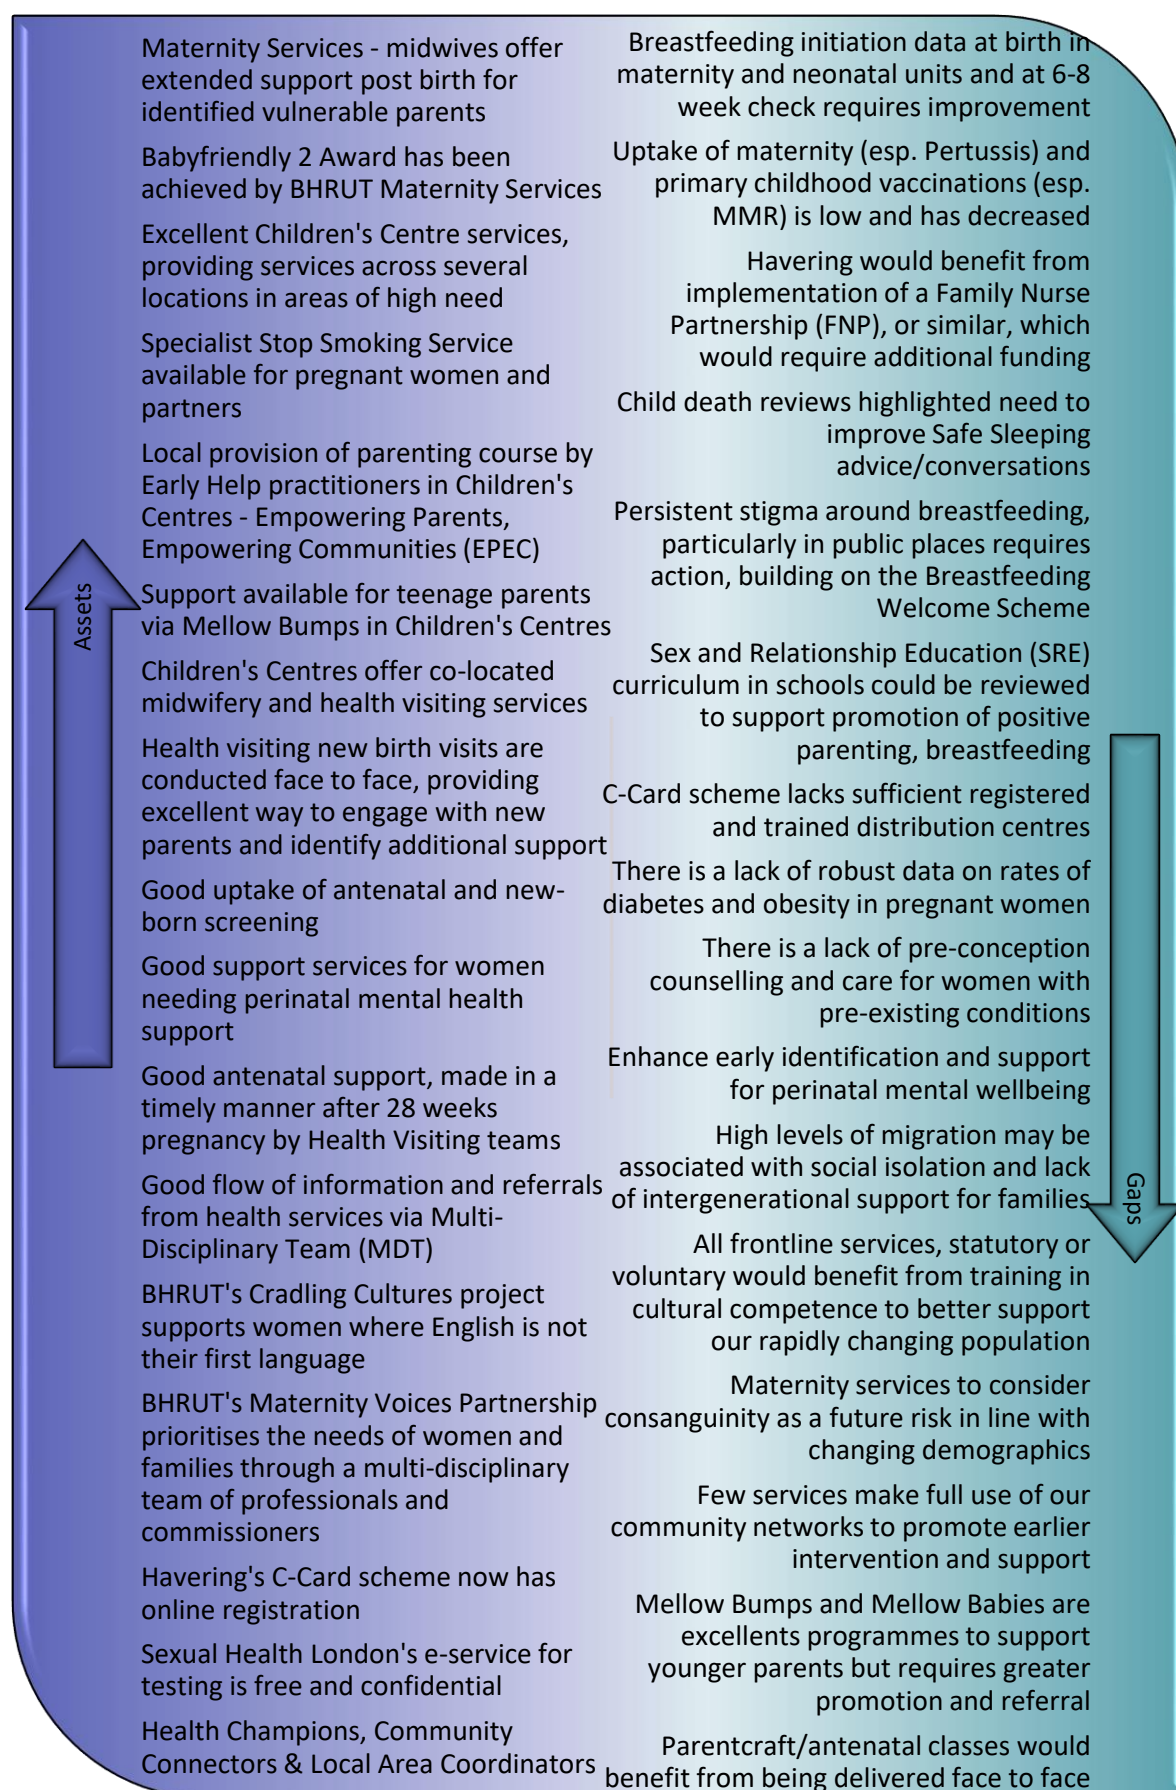 Maternity Services - midwives offer
extended support post birth for
identified vulnerable parents
Babyfriendly 2 Award has been
achieved by BHRUT Maternity Services
Excellent Children's Centre services,
providing services across several
locations in areas of high need
Specialist Stop Smoking Service
available for pregnant women and
partners
Local provision of parenting course by
Early Help practitioners in Children's
Centres - Empowering Parents,
Empowering Communities (EPEC)
Support available for teenage parents
via Mellow Bumps in Children's Centres
Children's Centres offer co-located
midwifery and health visiting services
Health visiting new birth visits are
conducted face to face, providing
excellent way to engage with new
parents and identify additional support
Good uptake of antenatal and new-
born screening
Good support services for women
needing perinatal mental health
support
Good antenatal support, made in a
timely manner after 28 weeks
pregnancy by Health Visiting teams
Good flow of information and referrals
from health services via Multi-
Disciplinary Team (MDT)
BHRUT's Cradling Cultures project
supports women where English is not
their first language
BHRUT's Maternity Voices Partnership
prioritises the needs of women and
families through a multi-disciplinary
team of professionals and
commissioners
Havering's C-Card scheme now has
online registration
Sexual Health London's e-service for
testing is free and confidential
Health Champions, Community
Connectors & Local Area Coordinators
Assets
Breastfeeding initiation data at birth in
maternity and neonatal units and at 6-8
week check requires improvement
Uptake of maternity (esp. Pertussis) and
primary childhood vaccinations (esp.
MMR) is low and has decreased
Havering would benefit from
implementation of a Family Nurse
Partnership (FNP), or similar, which
would require additional funding
Child death reviews highlighted need to
improve Safe Sleeping
advice/conversations
Persistent stigma around breastfeeding,
particularly in public places requires
action, building on the Breastfeeding
Welcome Scheme
Sex and Relationship Education (SRE)
curriculum in schools could be reviewed
to support promotion of positive
parenting, breastfeeding
C-Card scheme lacks sufficient registered
and trained distribution centres
There is a lack of robust data on rates of
diabetes and obesity in pregnant women
There is a lack of pre-conception
counselling and care for women with
pre-existing conditions
Enhance early identification and support
for perinatal mental wellbeing
High levels of migration may be
associated with social isolation and lack
of intergenerational support for families
All frontline services, statutory or
voluntary would benefit from training in
cultural competence to better support
our rapidly changing population
Maternity services to consider
consanguinity as a future risk in line with
changing demographics
Few services make full use of our
community networks to promote earlier
intervention and support
Mellow Bumps and Mellow Babies are
excellents programmes to support
younger parents but requires greater
promotion and referral
Parentcraft/antenatal classes would
benefit from being delivered face to face
Gaps